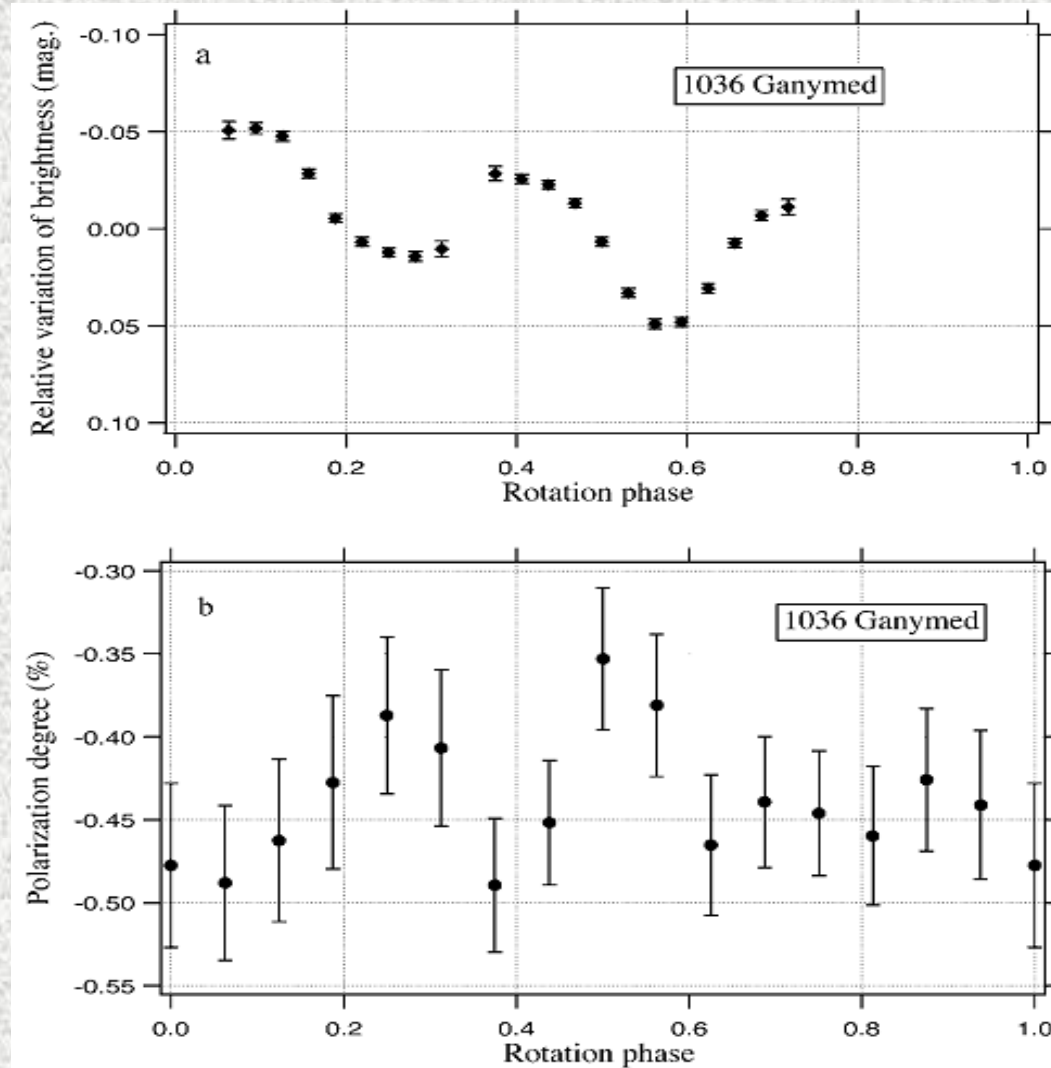 a
1036 Ganymed
Relative variation of brightness (mag.)
-0.10
-0.05
0.00
0.05
0.10
0.0 0.2 0.4 0.6 0.8 1.0
Rotation phase
b
1036 Ganymed
Polarization degree (%)
-0.30
-0.35
-0.40
-0.45
-0.50
-0.55
0.0 0.2 0.4 0.6 0.8 1.0
Rotation phase